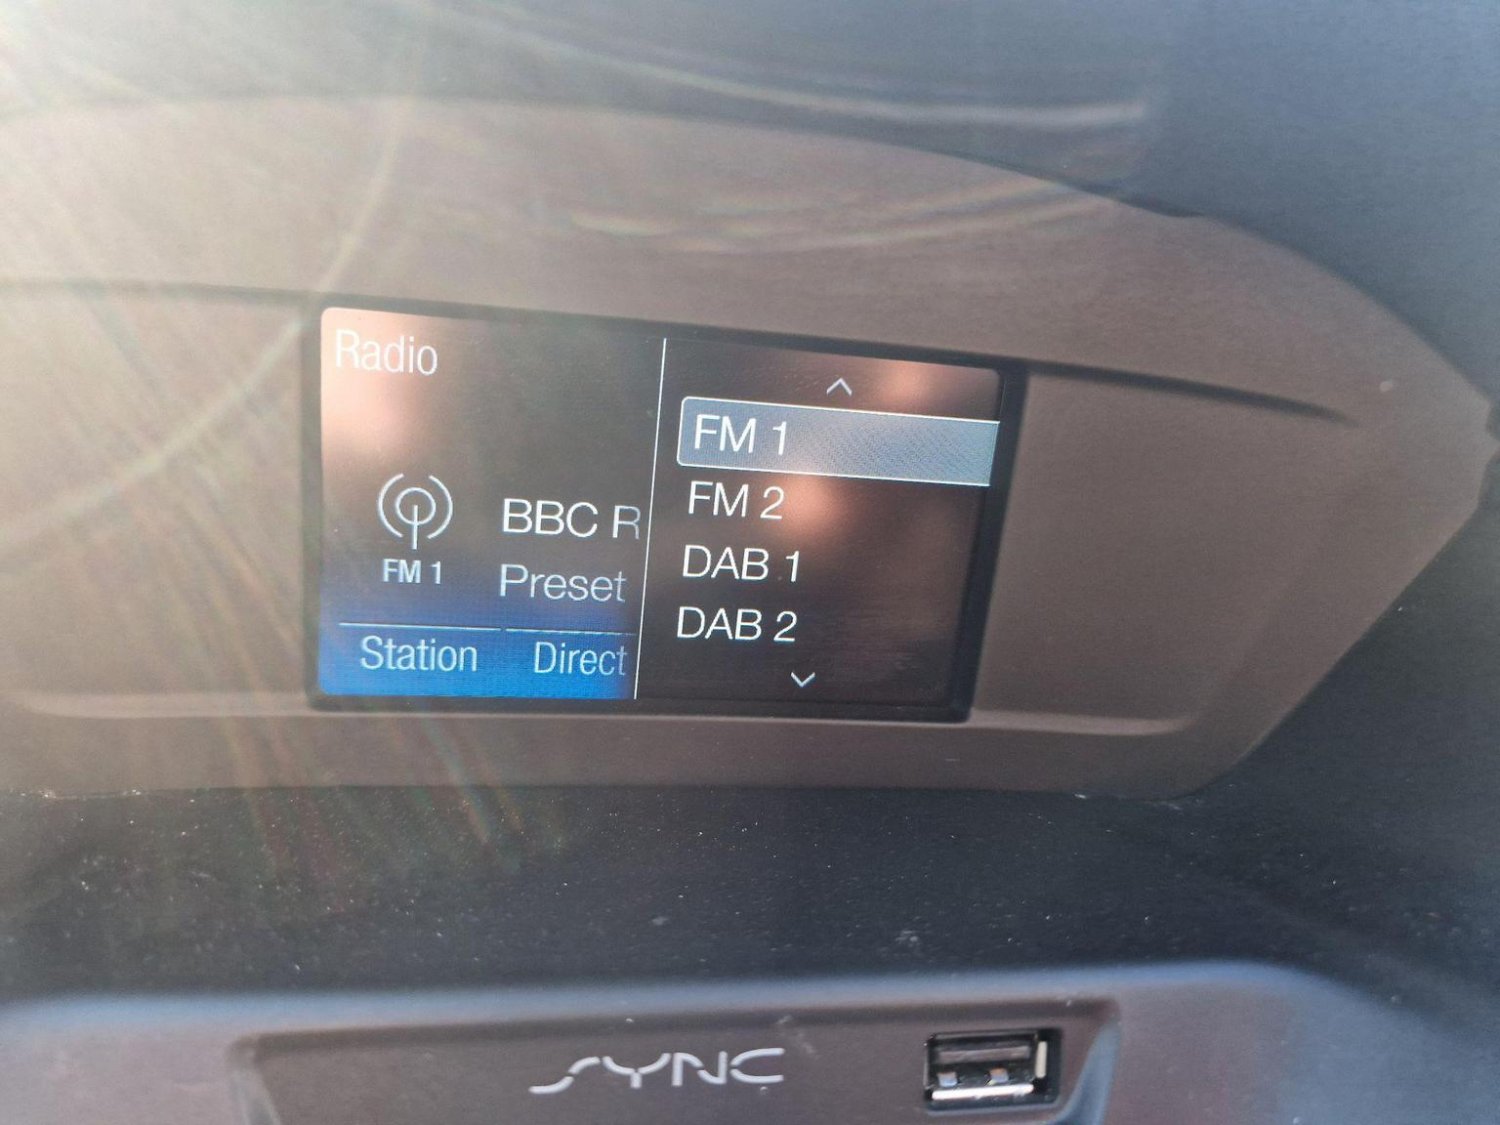 Radio
FM 1
BBC R
Preset
Station
Direct
FM 1
FM 2
DAB 1
DAB 2
SYNC